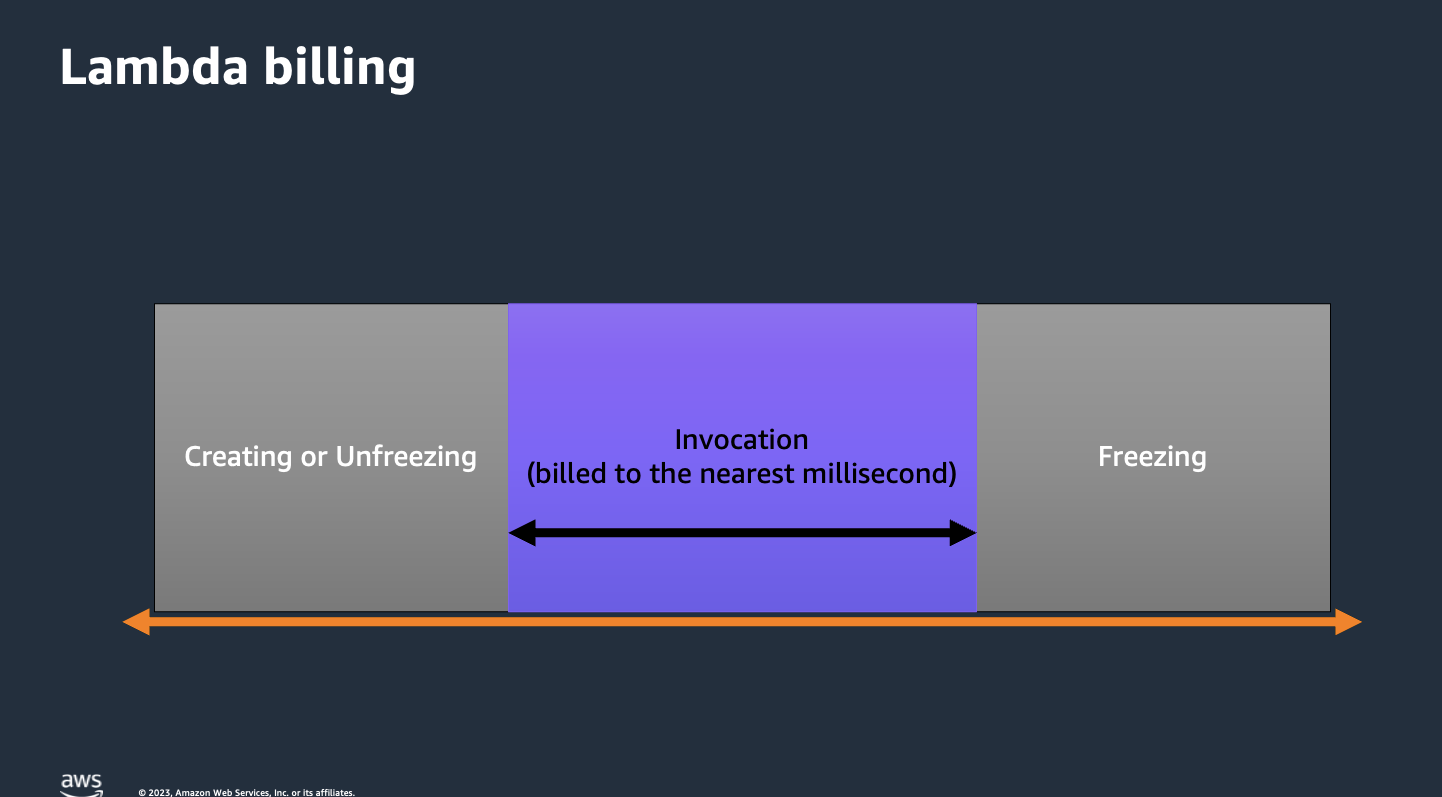 Lambda billing
Creating or Unfreezing
Invocation
(billed to the nearest millisecond)
Freezing
aws
© 2023, Amazon Web Services, Inc. or its affiliates.